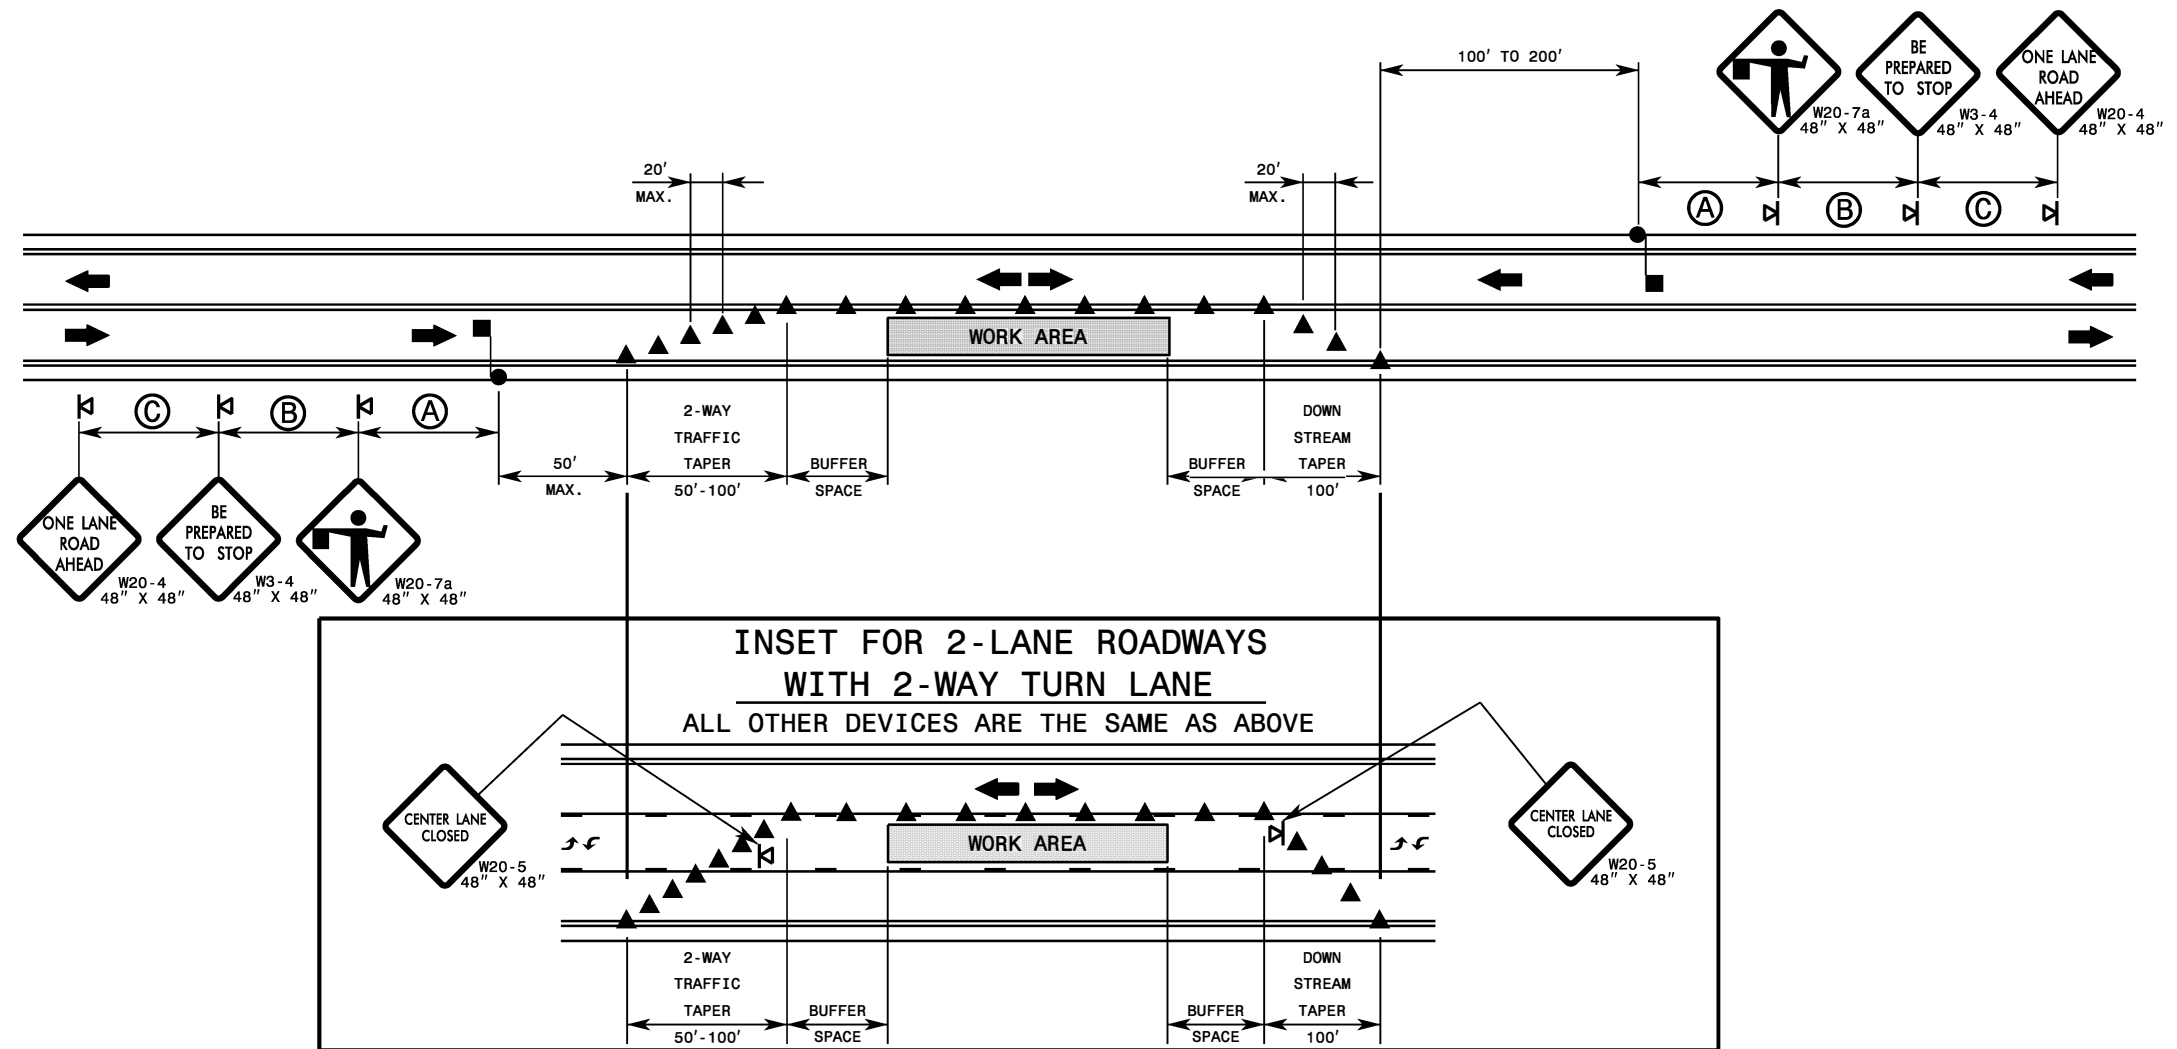 100' TO 200'
BE
PREPARED
TO STOP
ONE LANE
ROAD
AHEAD
W20-7a
48" X 48"
W3-4
48" X 48"
W20-4
48" X 48"
20'
MAX.
20'
MAX.
A
B
C
WORK AREA
C
B
A
2-WAY
TRAFFIC
TAPER
50'-100'
50'
MAX.
BUFFER
SPACE
BUFFER
SPACE
DOWN
STREAM
TAPER
100'
ONE LANE
ROAD
AHEAD
W20-4
48" X 48"
BE
PREPARED
TO STOP
W3-4
48" X 48"
W20-7a
48" X 48"
INSET FOR 2-LANE ROADWAYS
WITH 2-WAY TURN LANE
ALL OTHER DEVICES ARE THE SAME AS ABOVE
CENTER LANE
CLOSED
W20-5
48" X 48"
WORK AREA
CENTER LANE
CLOSED
W20-5
48" X 48"
2-WAY
TRAFFIC
TAPER
50'-100'
BUFFER
SPACE
BUFFER
SPACE
DOWN
STREAM
TAPER
100'